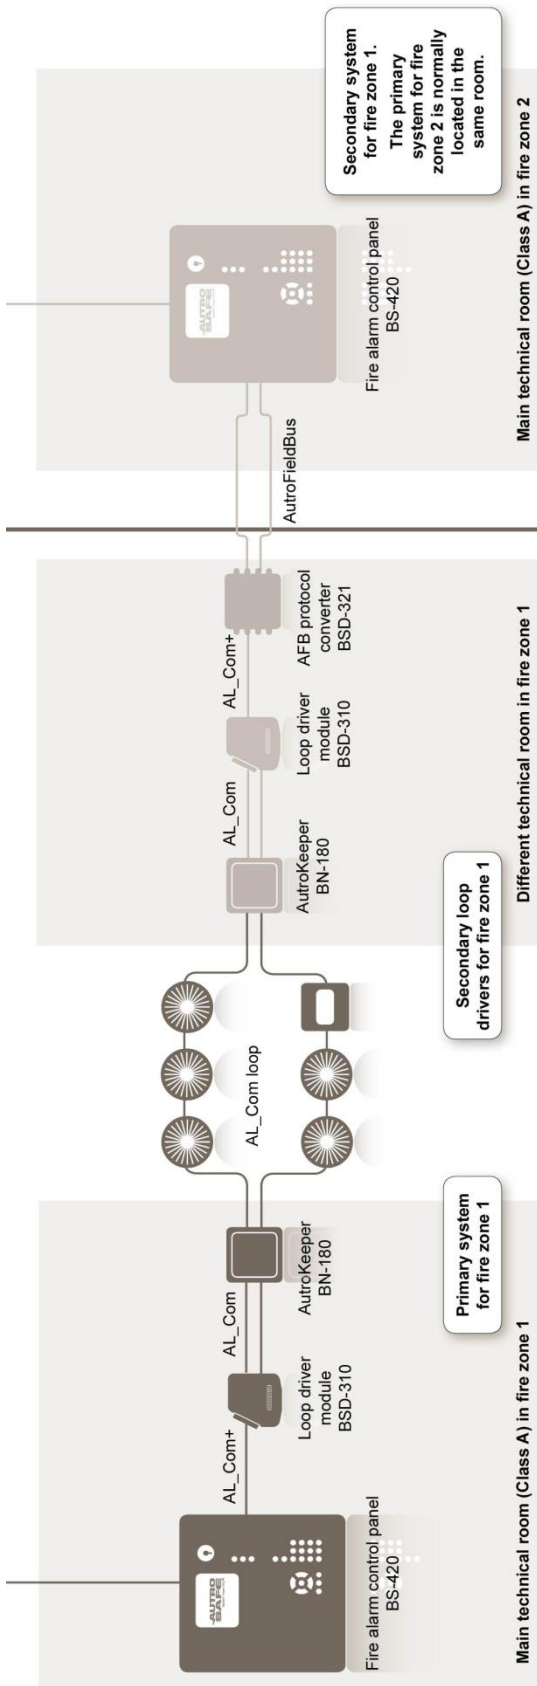 AUTRO
SAFE
Fire alarm control panel
BS-420
AL_Com+
Loop driver
module
BSD-310
AL_Com
AutroKeeper
BN-180
Primary system
for fire zone 1
Main technical room (Class A) in fire zone 1
AL_Com loop
Secondary loop
drivers for fire zone 1
AutroKeeper
BN-180
AL_Com
Loop driver
module
BSD-310
AL_Com+
AFB protocol
converter
BSD-321
Different technical room in fire zone 1
AutroFieldBus
AUTRO
SAFE
Fire alarm control panel
BS-420
Secondary system
for fire zone 1.
The primary
system for fire
zone 2 is normally
located in the
same room.
Main technical room (Class A) in fire zone 2